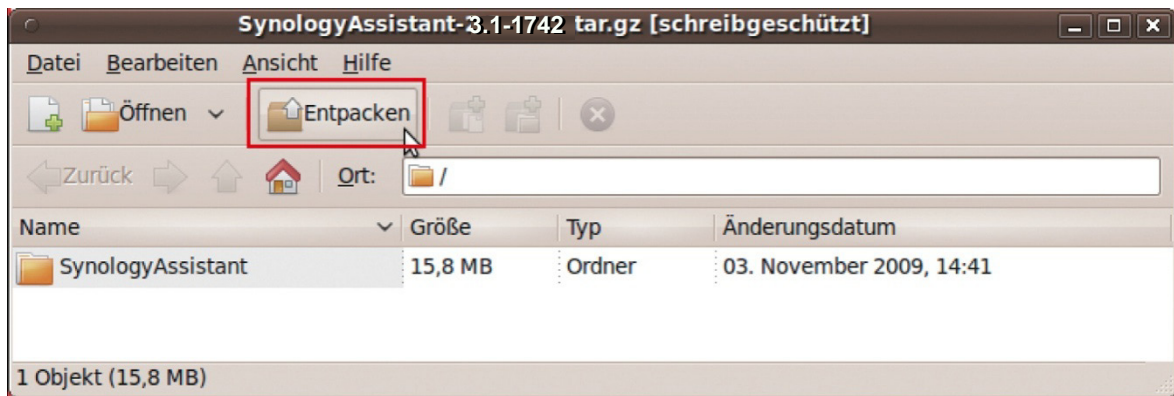 SynologyAssistant-3.1-1742 tar.gz [schreibgeschützt]
Datei Bearbeiten Ansicht Hilfe
Öffnen Entpacken
Zurück Ort: /
Name Größe Typ Änderungsdatum
SynologyAssistant 15,8 MB Ordner 03. November 2009, 14:41
1 Objekt (15,8 MB)